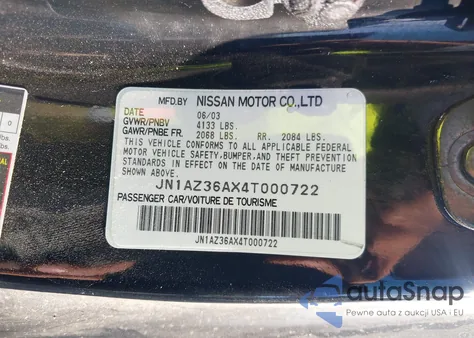 MFD.BY NISSAN MOTOR CO.,LTD
DATE 06/03
GVWR/PNBV 4133 LBS.
GAWR/PNBE FR. 2088 LBS. RR. 2084 LBS.
THIS VEHICLE CONFORMS TO ALL APPLICABLE FEDERAL
MOTOR VEHICLE SAFETY, BUMPER, AND THEFT PREVENTION
STANDARDS IN EFFECT ON THE DATE OF MANUFACTURE
SHOWN ABOVE.
JN1AZ36AX4T000722
PASSENGER CAR/VOITURE DE TOURISME
JN1AZ36AX4T000722
0
autoSnap
Pewne auta z aukcji USA i EU